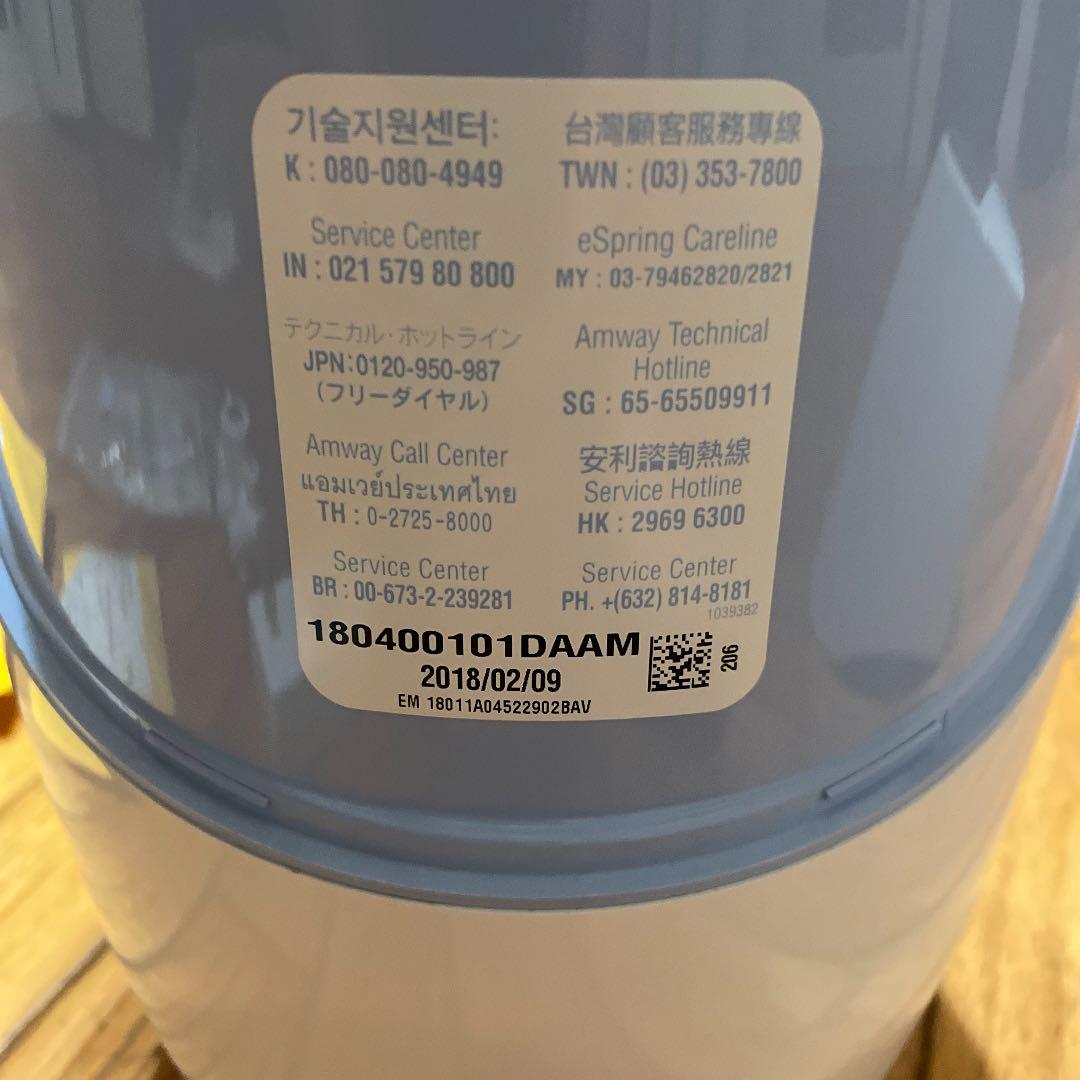 기술지원센터:
K : 080-080-4949
台灣顧客服務專線
TWN : (03) 353-7800
Service Center
IN : 021 579 80 800
eSpring Careline
MY : 03-79462820/2821
テクニカル・ホットライン
JPN:0120-950-987
(フリーダイヤル)
Amway Technical
Hotline
SG : 65-65509911
Amway Call Center
แอมเวย์ประเทศไทย
TH : 0-2725-8000
安利諮詢熱線
Service Hotline
HK : 2969 6300
Service Center
BR : 00-673-2-239281
Service Center
PH. +(632) 814-8181
1039382
180400101DAAM
2018/02/09
EM 18011A04522902BAV
206